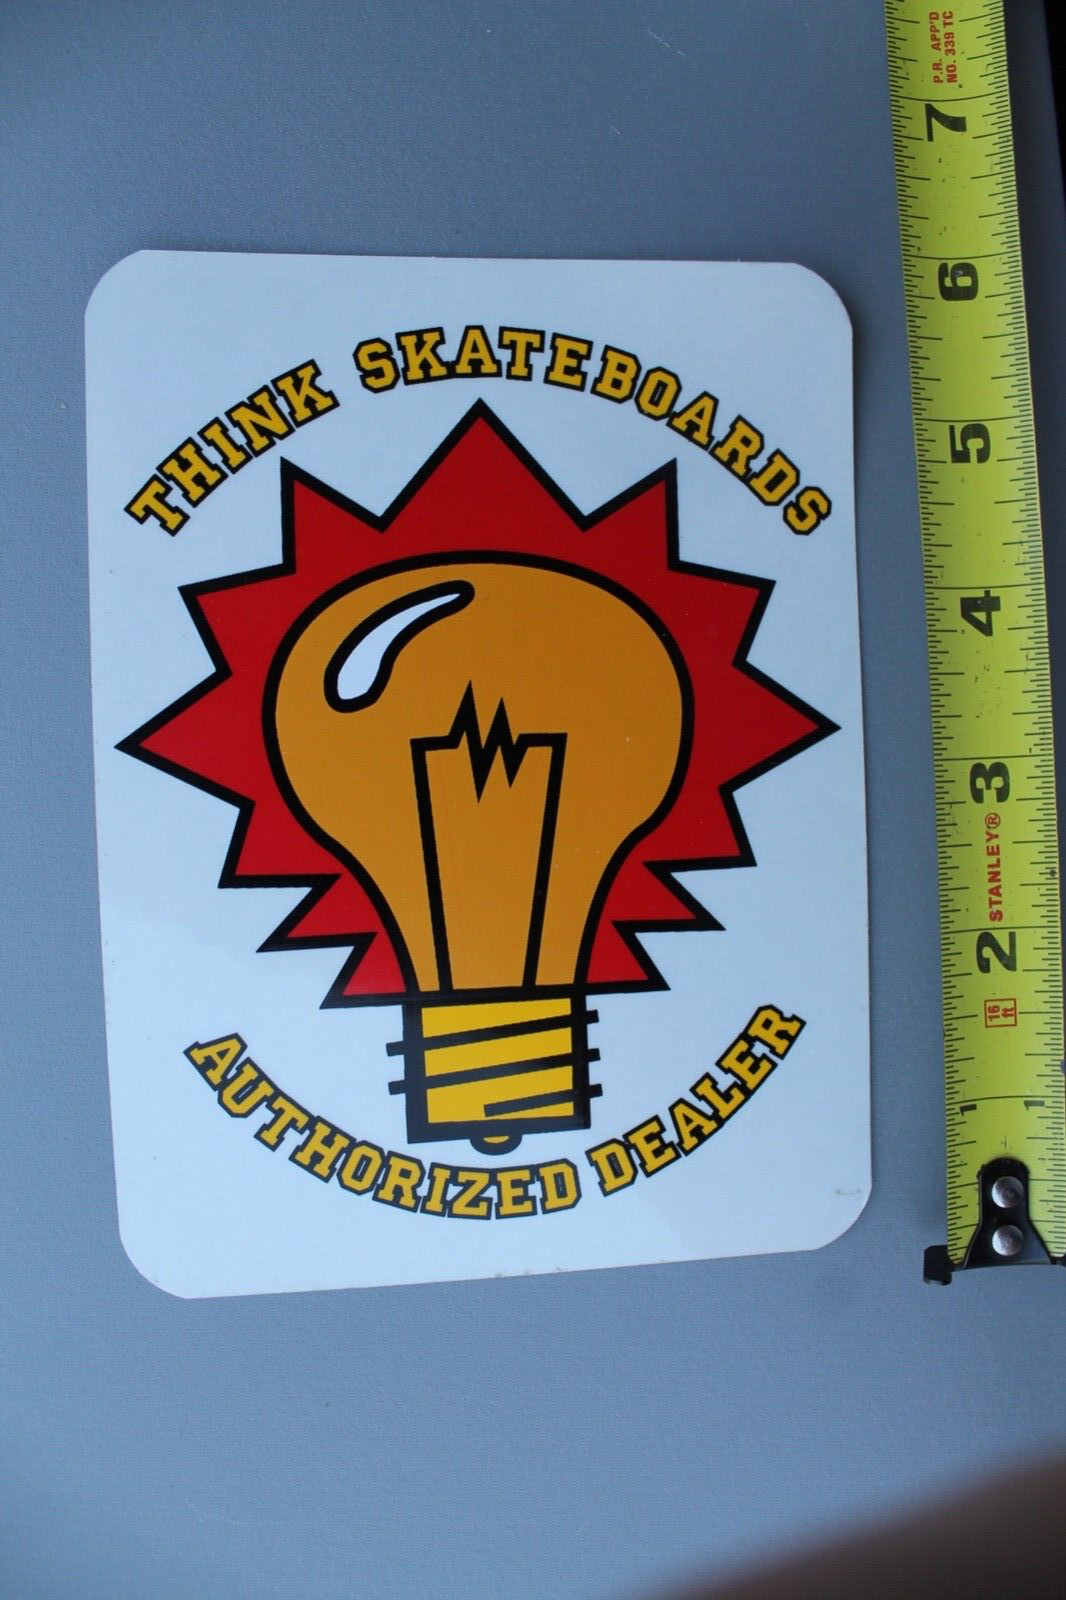 THINK SKATEBOARDS
AUTHORIZED DEALER
P.R. APP'D
NO. 339 TC
7
6
5
4
3
STANLEY®
2
16
ft
1 1